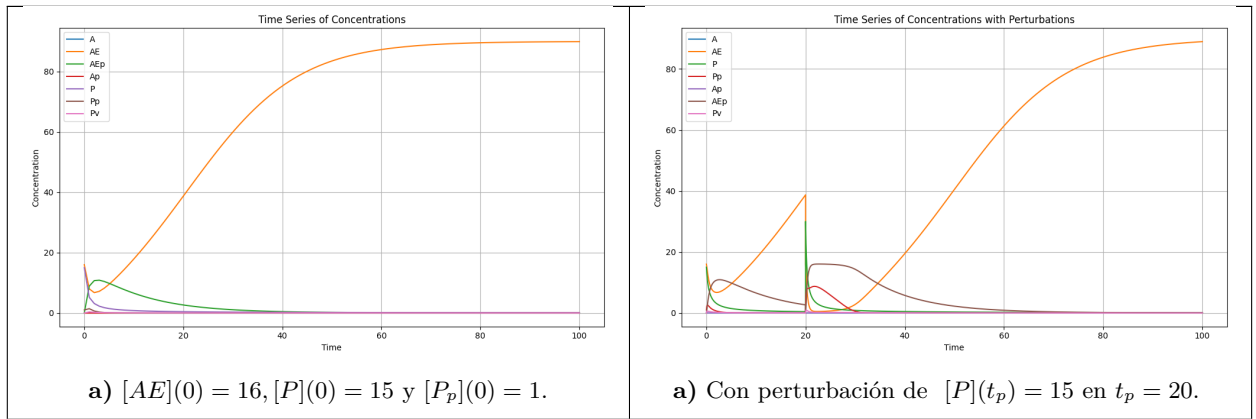 Time Series of Concentrations
A
AE
AEp
Ap
P
Pp
Pv
Concentration
80
60
40
20
0
0 20 40 60 80 100
Time
a) [AE](0) = 16, [P](0) = 15 y [P_p](0) = 1.
Time Series of Concentrations with Perturbations
A
AE
P
Pp
Ap
AEp
Pv
Concentration
80
60
40
20
0
0 20 40 60 80 100
Time
a) Con perturbación de [P](t_p) = 15 en t_p = 20.